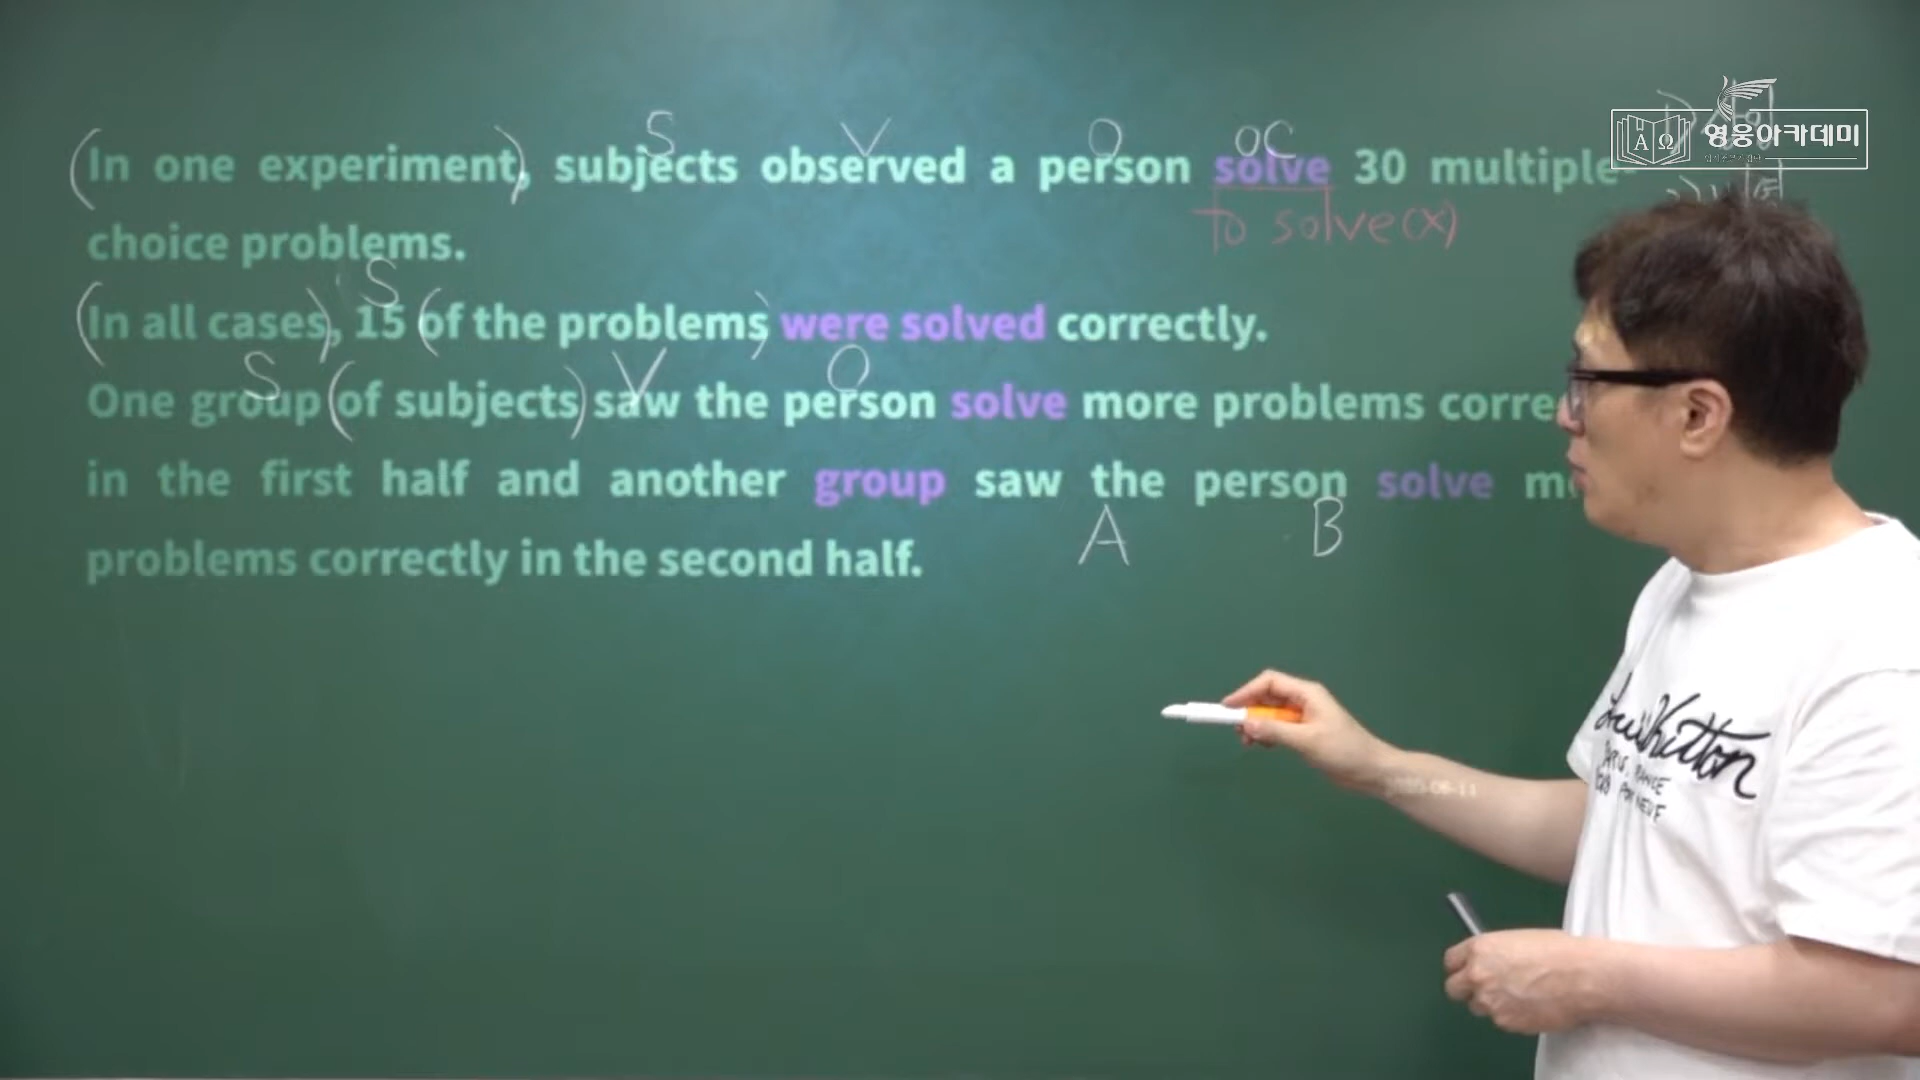 S V O OC
(In one experiment), subjects observed a person solve 30 multiple-
To solve(X)
choice problems.
S
(In all cases), 15 (of the problems) were solved correctly.
S V O
One group (of subjects) saw the person solve more problems corre
in the first half and another group saw the person solve
A B
problems correctly in the second half.
영웅아카데미
Louis Vuitton